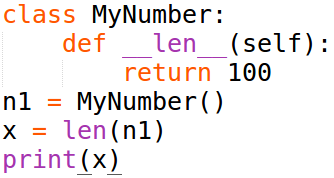 class MyNumber:
    def __len__(self):
        return 100
n1 = MyNumber()
x = len(n1)
print(x)